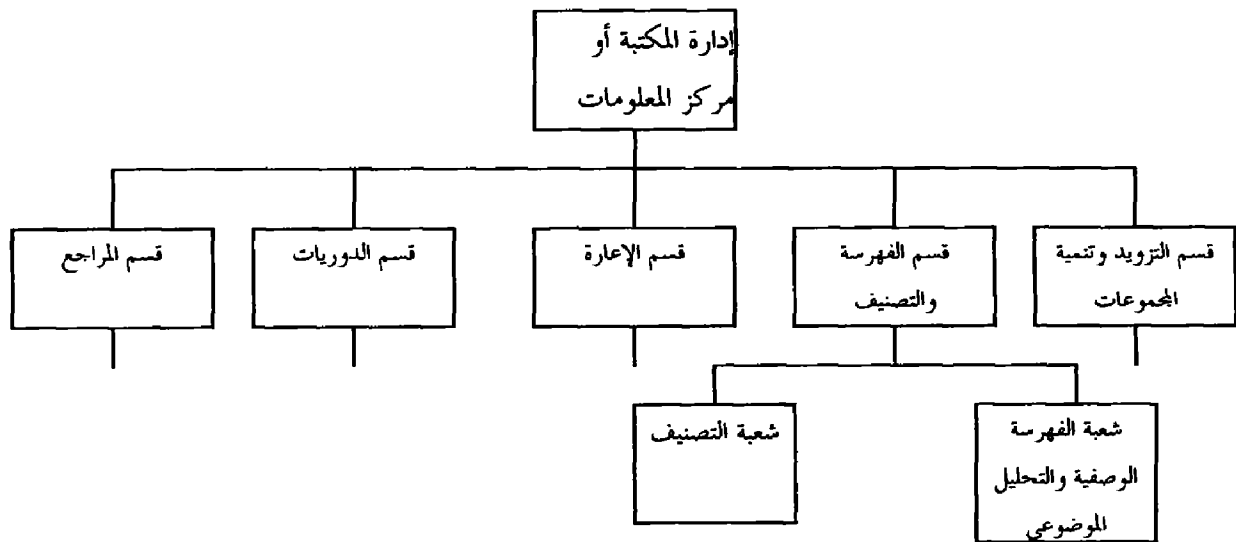 إدارة المكتبة أو
مركز المعلومات
قسم التزويد وتنمية
المجموعات
قسم الفهرسة
والتصنيف
قسم الإعارة
قسم الدوريات
قسم المراجع
شعبة الفهرسة
الوصفية والتحليل
الموضوعي
شعبة التصنيف